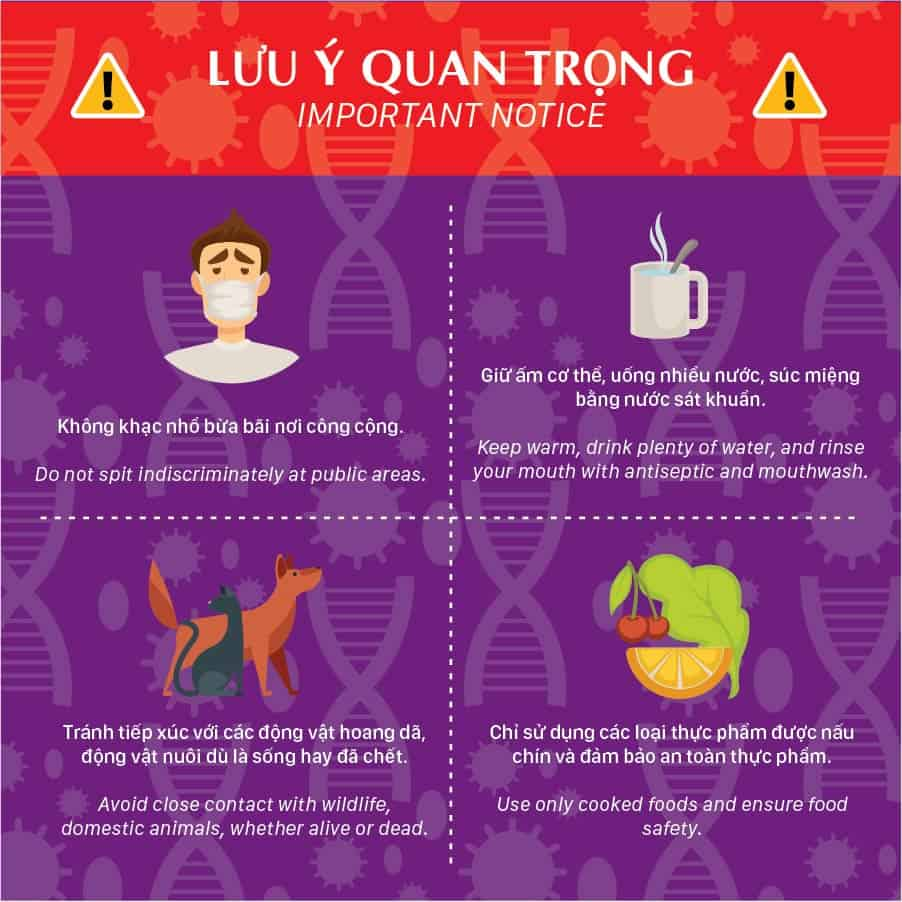 LƯU Ý QUAN TRỌNG
IMPORTANT NOTICE
Không khạc nhổ bừa bãi nơi công cộng.
Do not spit indiscriminately at public areas.
Giữ ấm cơ thể, uống nhiều nước, súc miệng
bằng nước sát khuẩn.
Keep warm, drink plenty of water, and rinse
your mouth with antiseptic and mouthwash.
Tránh tiếp xúc với các động vật hoang dã,
động vật nuôi dù là sống hay đã chết.
Avoid close contact with wildlife,
domestic animals, whether alive or dead.
Chỉ sử dụng các loại thực phẩm được nấu
chín và đảm bảo an toàn thực phẩm.
Use only cooked foods and ensure food
safety.